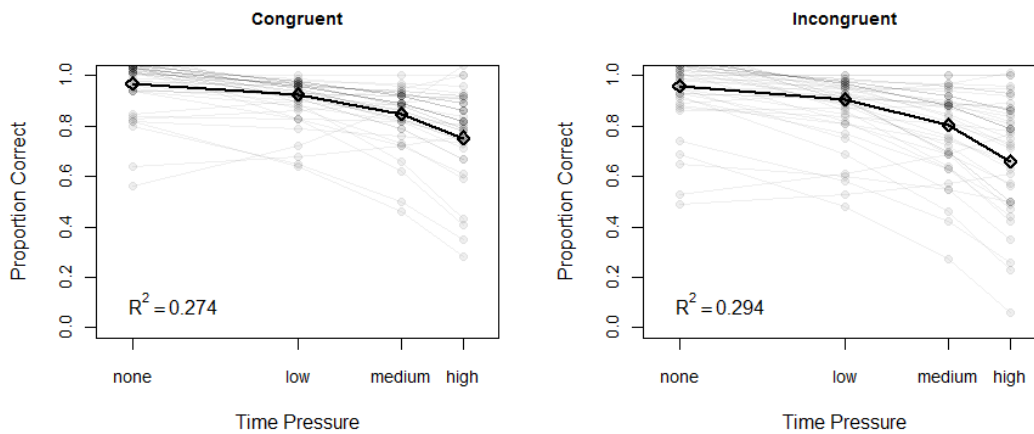 Congruent
Proportion Correct
1.0
0.8
0.6
0.4
0.2
0.0
R² = 0.274
none low medium high
Time Pressure
Incongruent
Proportion Correct
1.0
0.8
0.6
0.4
0.2
0.0
R² = 0.294
none low medium high
Time Pressure